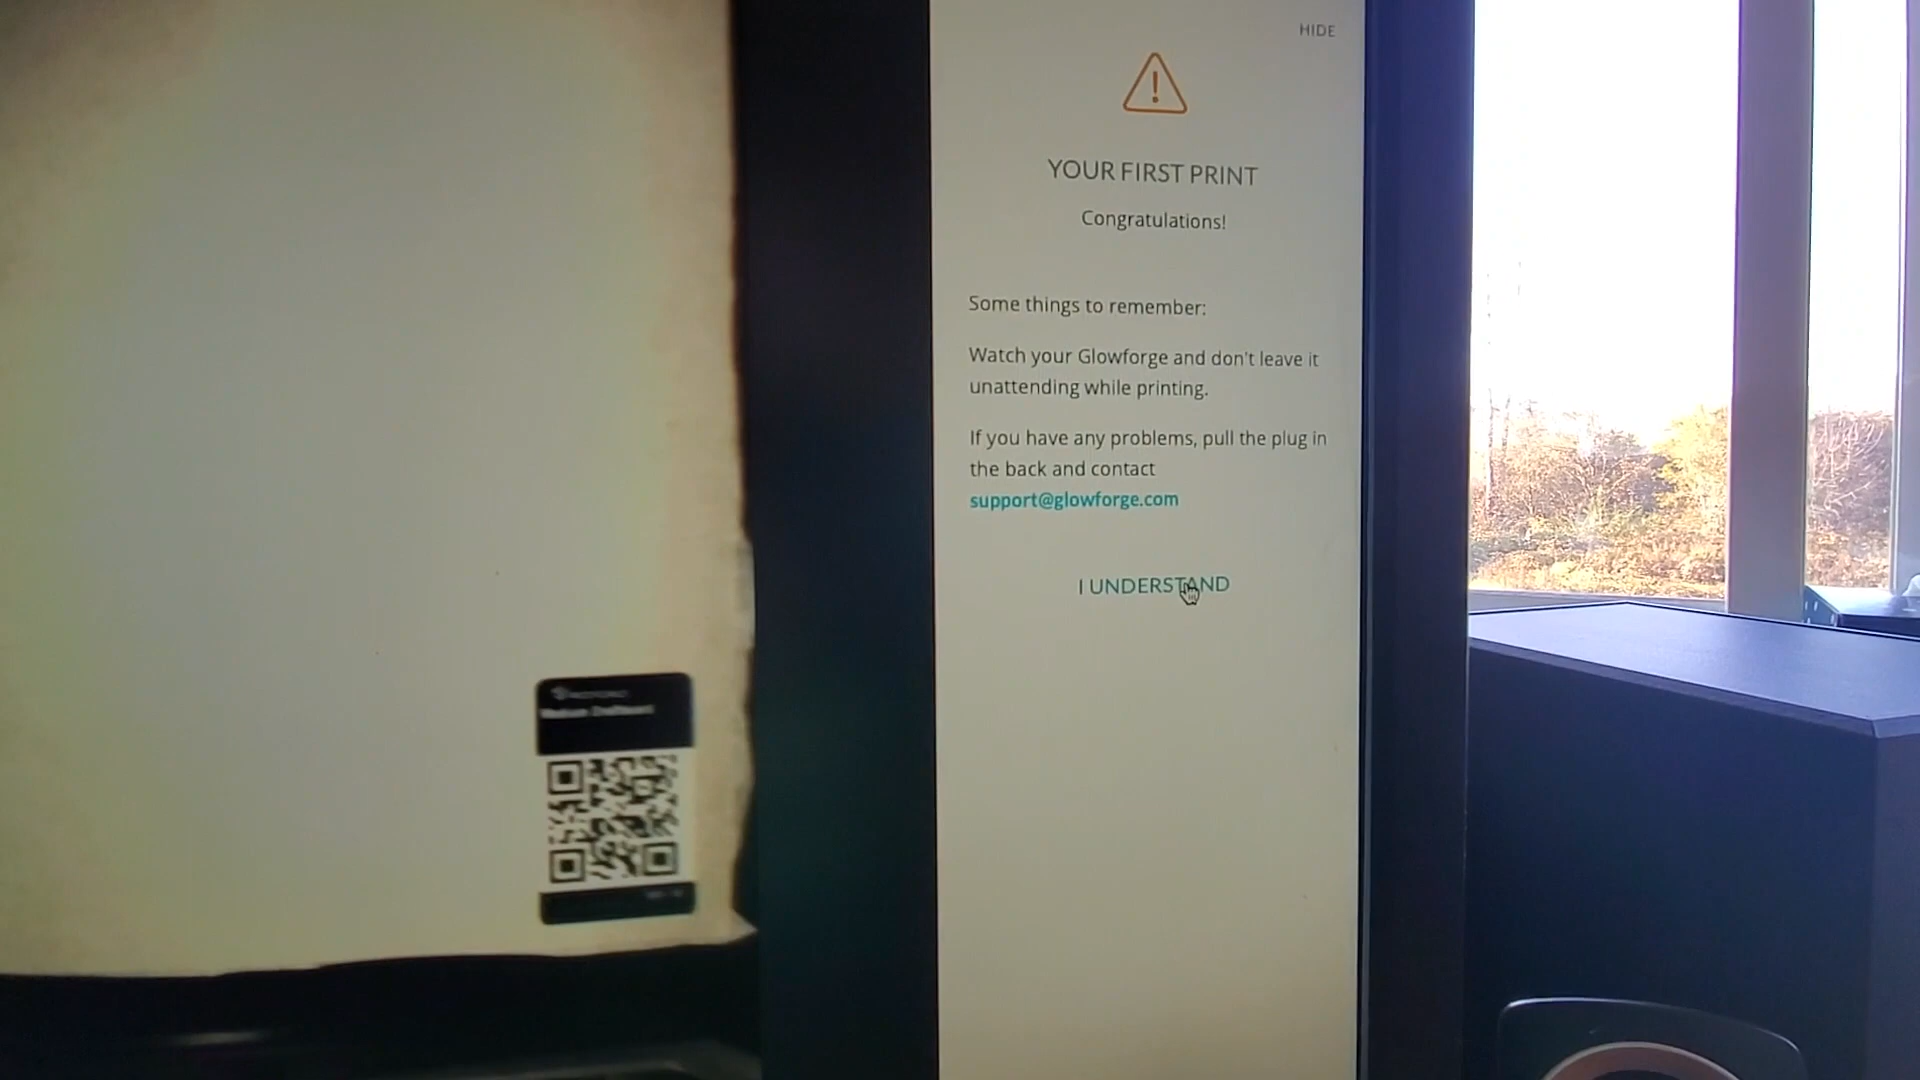 HIDE
YOUR FIRST PRINT
Congratulations!
Some things to remember:
Watch your Glowforge and don't leave it
unattending while printing.
If you have any problems, pull the plug in
the back and contact
support@glowforge.com
I UNDERSTAND